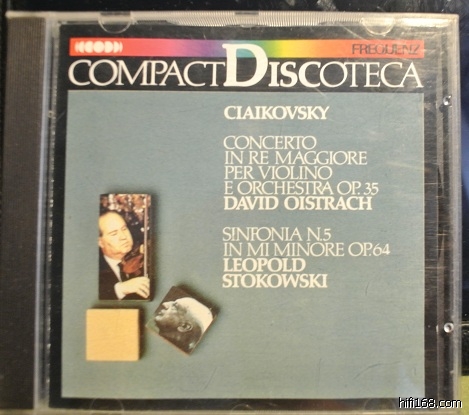 FREQUENZ
COMPACT DISCOTECA
CIAIKOVSKY
CONCERTO
IN RE MAGGIORE
PER VIOLINO
E ORCHESTRA OP. 35
DAVID OISTRACH
SINFONIA N.5
IN MI MINORE OP.64
LEOPOLD
STOKOWSKI
hifi168.com